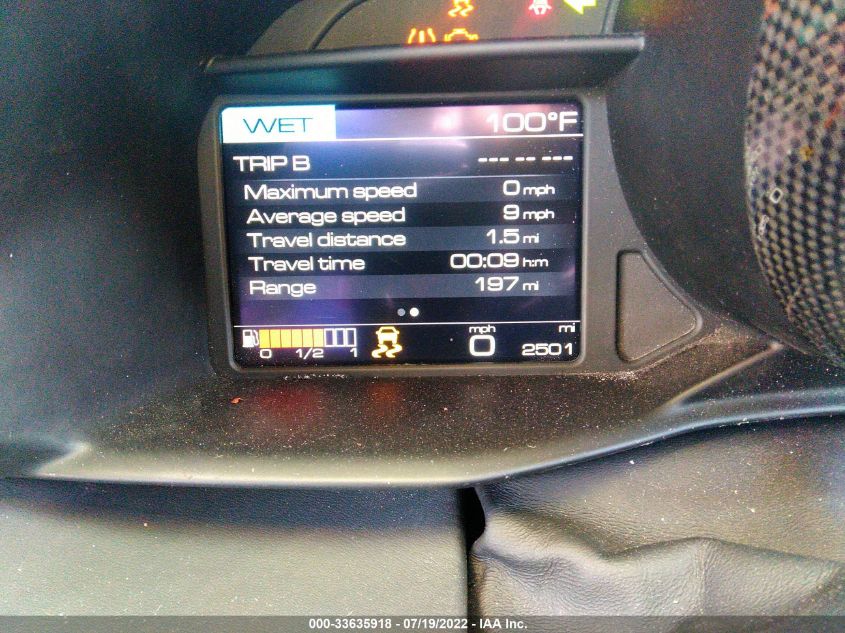 WET 100°F
TRIP B --- -- ---
Maximum speed 0 mph
Average speed 9 mph
Travel distance 1.5 mi
Travel time 00:09 h:m
Range 197 mi
mph mi
0 1/2 1 0 2501
000-33635918 - 07/19/2022 - IAA Inc.